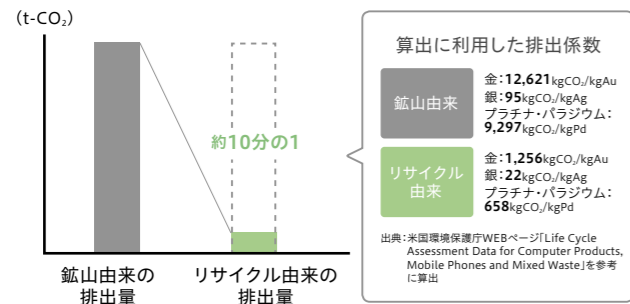 (t-CO₂)
約10分の1
鉱山由来の
排出量
リサイクル由来の
排出量
算出に利用した排出係数
鉱山由来
金：12,621kgCO₂/kgAu
銀：95kgCO₂/kgAg
プラチナ・パラジウム：
9,297kgCO₂/kgPd
リサイクル
由来
金：1,256kgCO₂/kgAu
銀：22kgCO₂/kgAg
プラチナ・パラジウム：
658kgCO₂/kgPd
出典：米国環境保護庁WEBページ「Life Cycle
Assessment Data for Computer Products,
Mobile Phones and Mixed Waste」を参考
に算出